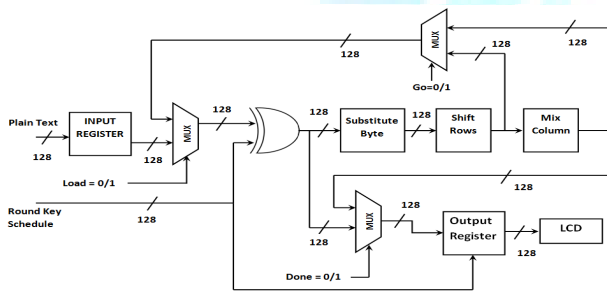 128
MUX
128
128
Go=0/1
Plain Text
INPUT
REGISTER
128
128
MUX
128
128
Substitute
Byte
128
Shift
Rows
Mix
Column
Load = 0/1
Round Key
Schedule
128
128
MUX
128
128
Output
Register
128
LCD
Done = 0/1